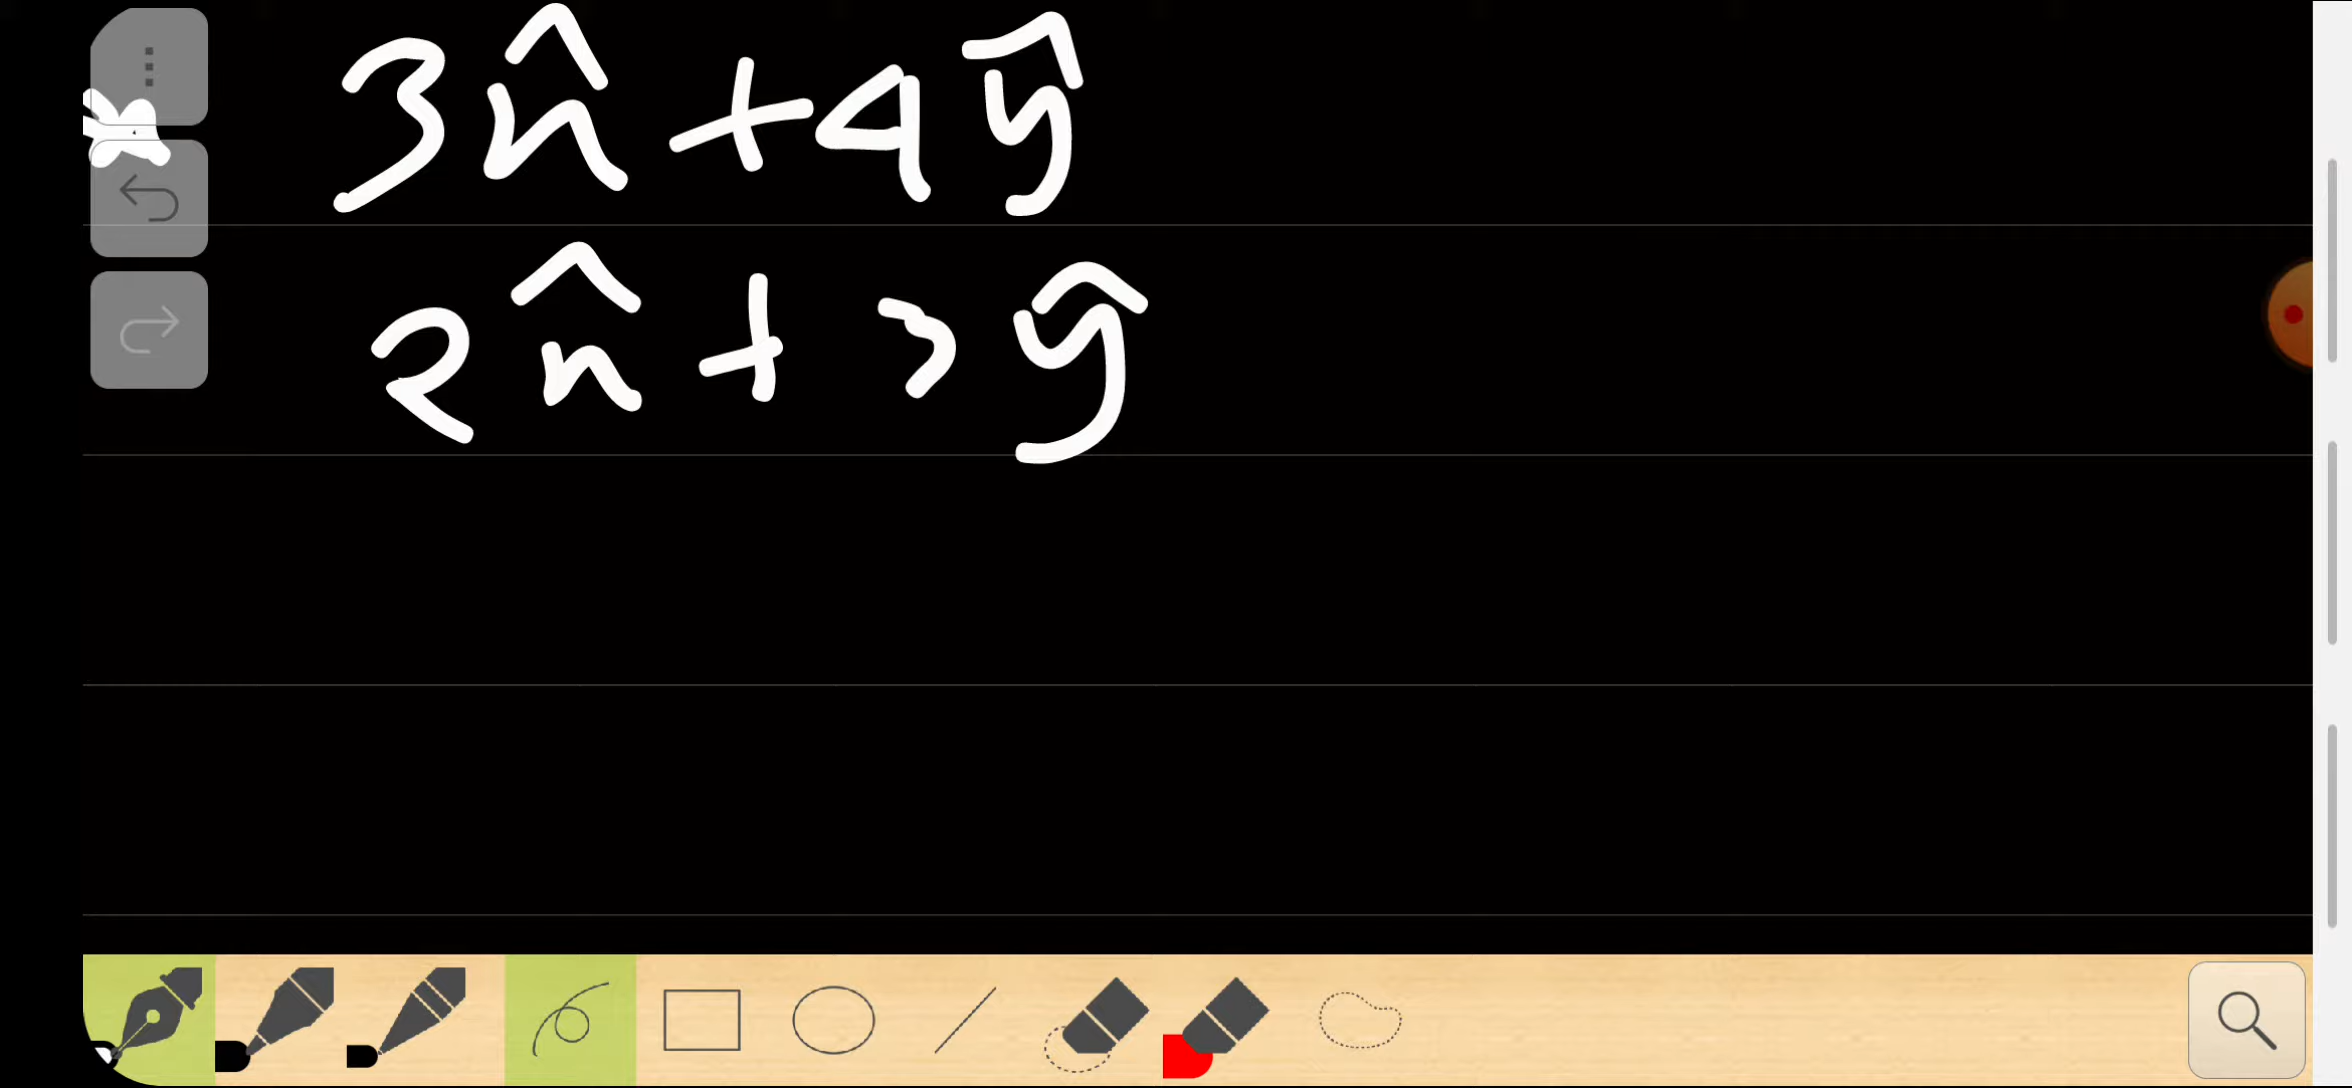 3x̂ + 4ŷ
2x̂ + 3ŷ